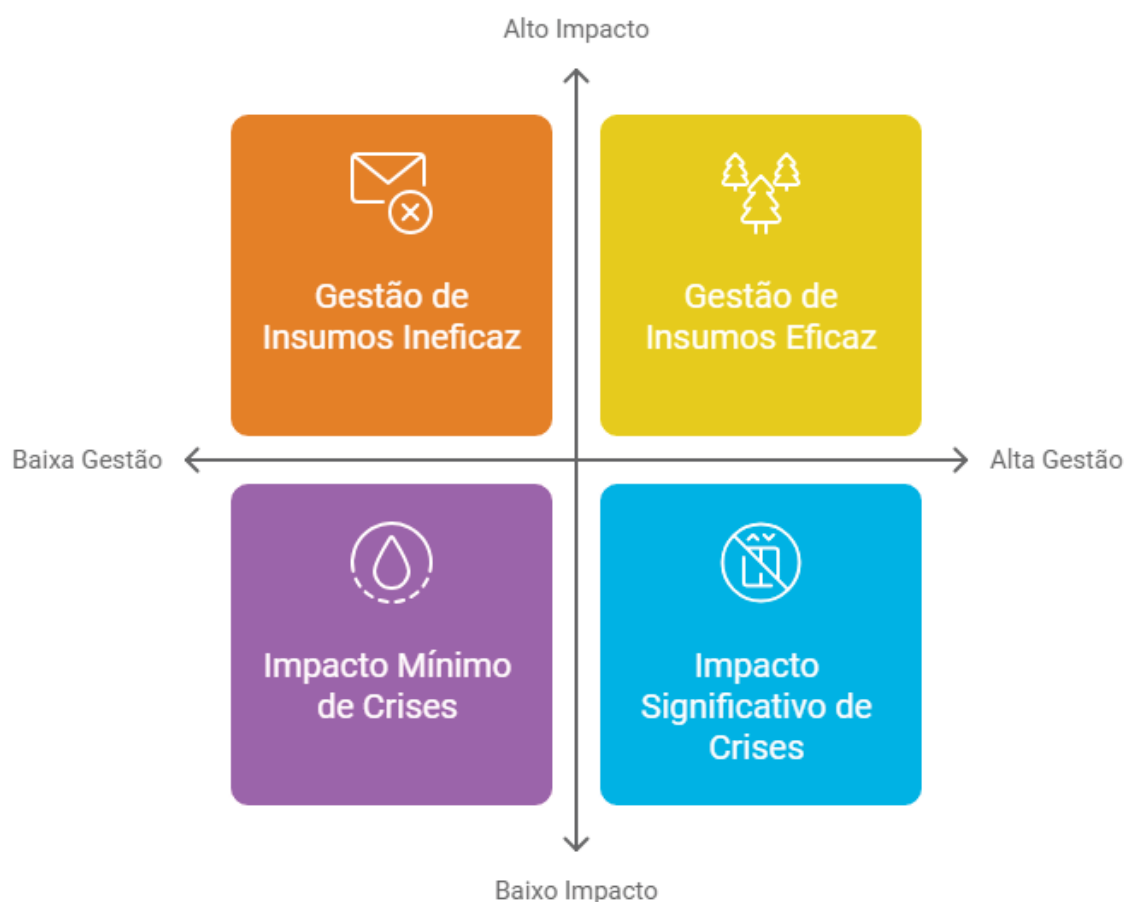 Alto Impacto
Gestão de
Insumos Ineficaz
Gestão de
Insumos Eficaz
Baixa Gestão
Alta Gestão
Impacto Mínimo
de Crises
Impacto
Significativo de
Crises
Baixo Impacto